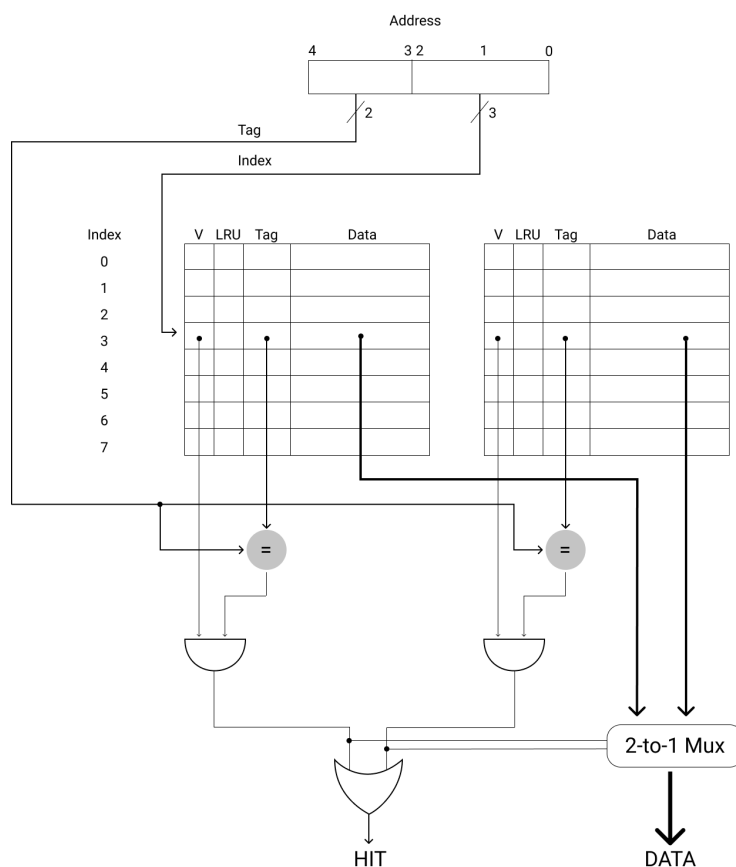 Address
4 3 2 1 0
2 3
Tag
Index
Index V LRU Tag Data V LRU Tag Data
0
1
2
3
4
5
6
7
= =
2-to-1 Mux
HIT DATA